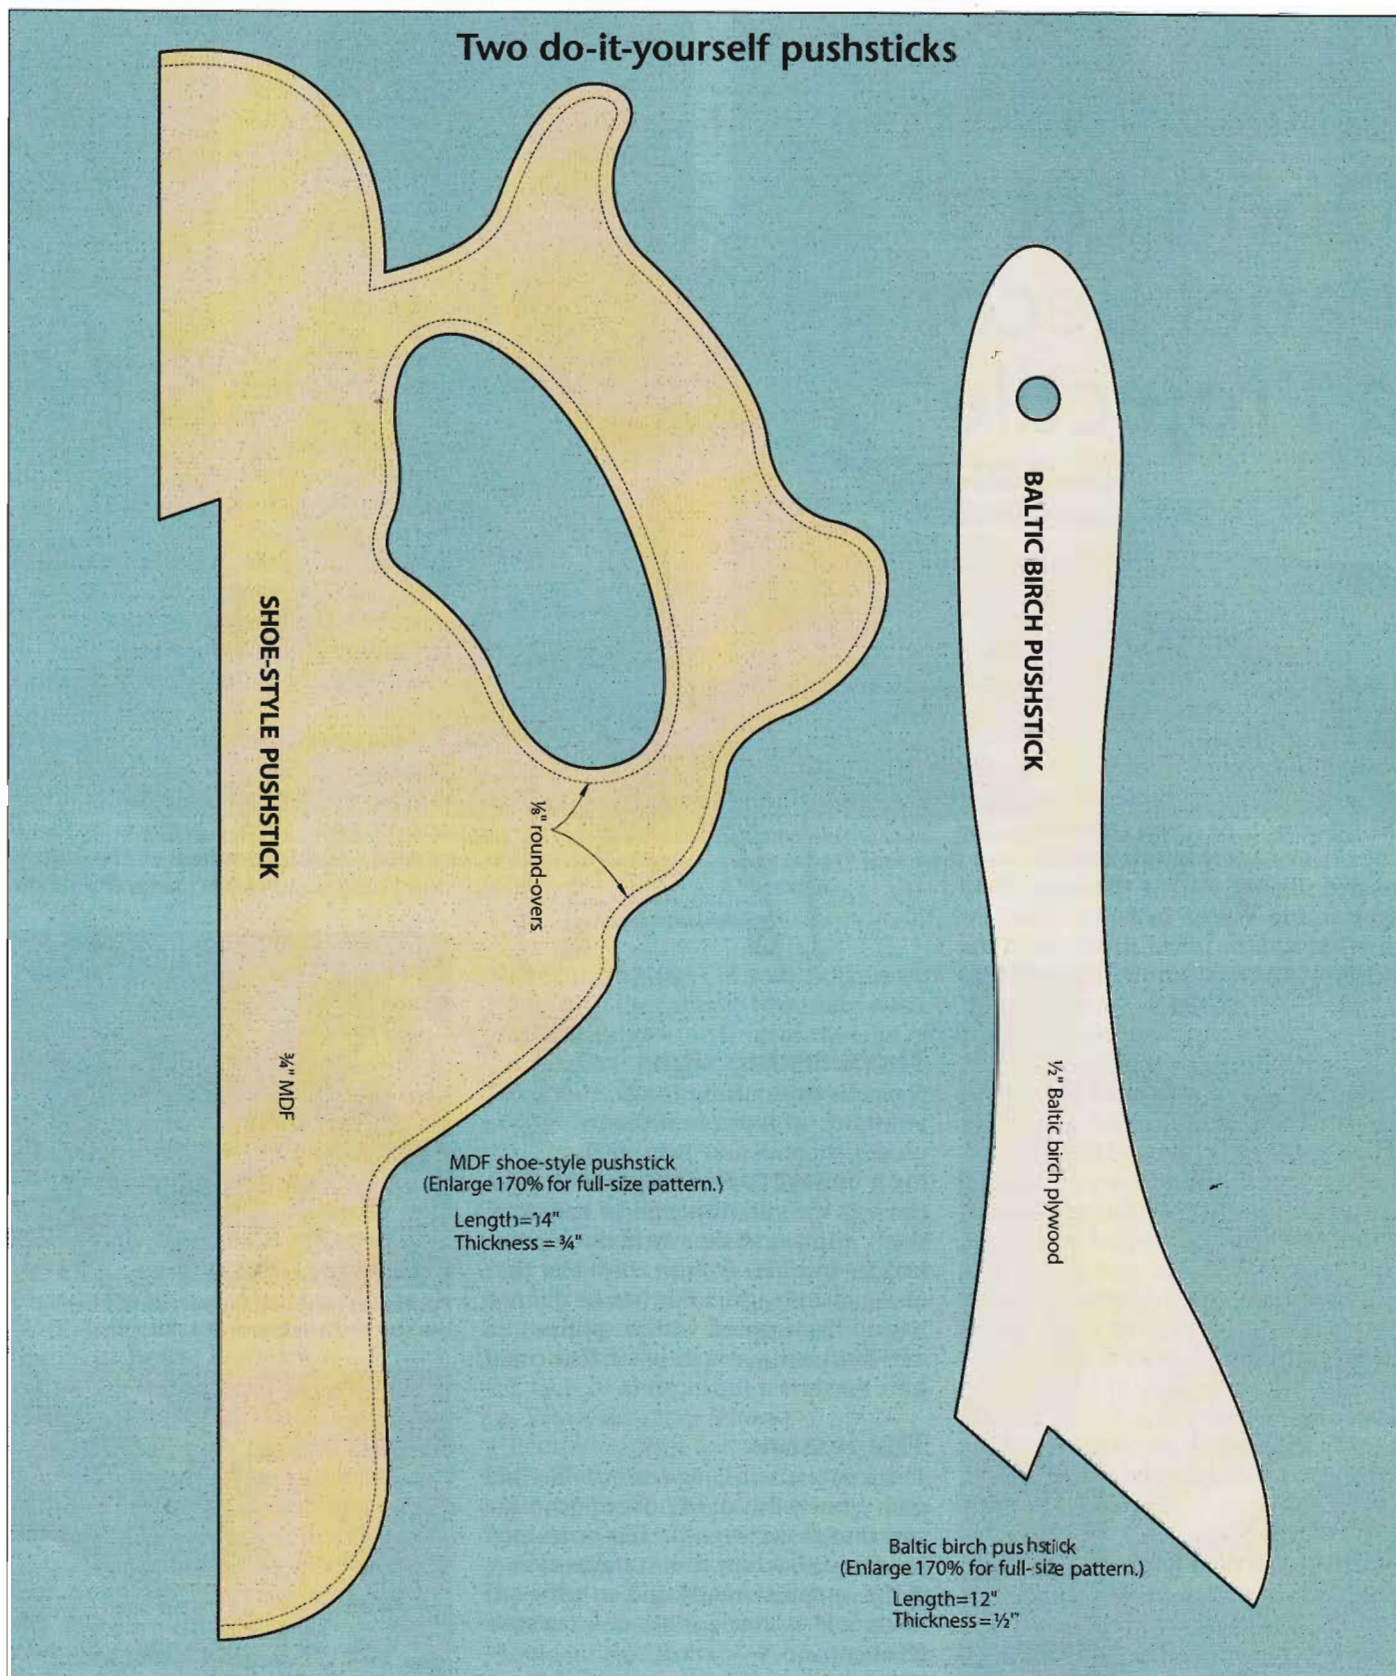 Two do-it-yourself pushsticks
SHOE-STYLE PUSHSTICK
⅛" round-overs
¾" MDF
MDF shoe-style pushstick
(Enlarge 170% for full-size pattern.)
Length=14"
Thickness = ¾"
BALTIC BIRCH PUSHSTICK
½" Baltic birch plywood
Baltic birch pushstick
(Enlarge 170% for full-size pattern.)
Length=12"
Thickness=½"